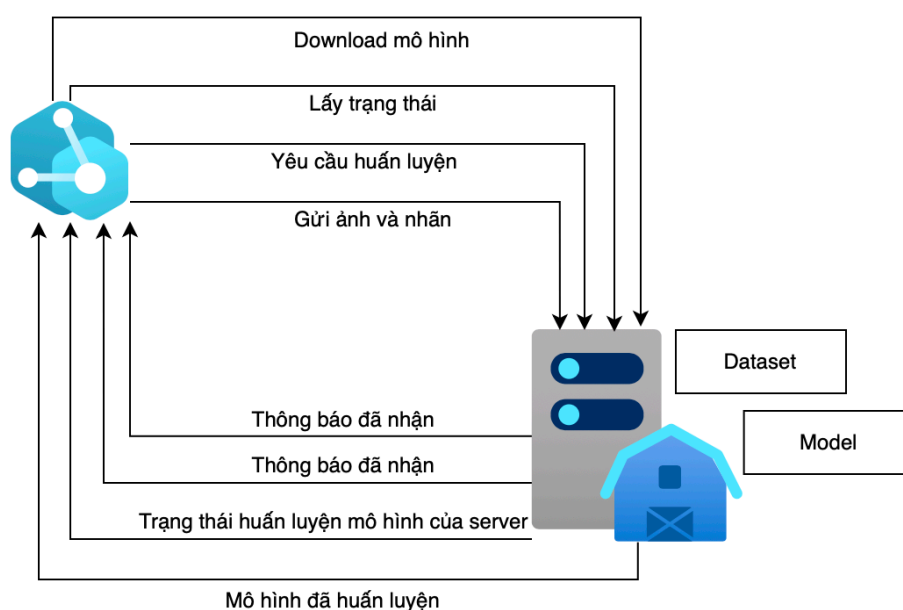 Download mô hình
Lấy trạng thái
Yêu cầu huấn luyện
Gửi ảnh và nhãn
Dataset
Model
Thông báo đã nhận
Thông báo đã nhận
Trạng thái huấn luyện mô hình của server
Mô hình đã huấn luyện